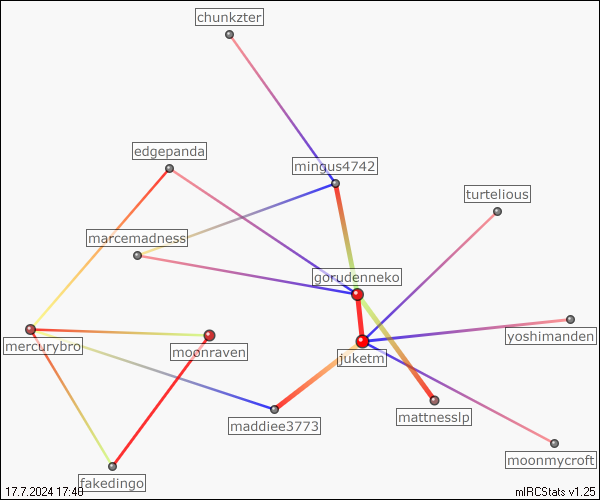 chunkzter
edgepanda
mingus4742
turtelious
marcemadness
gorudenneko
mercurybro
moonraven
juketm
yoshimanden
maddiee3773
mattnesslp
moonmycroft
fakedingo
17.7.2024 17:40
mIRCStats v1.25